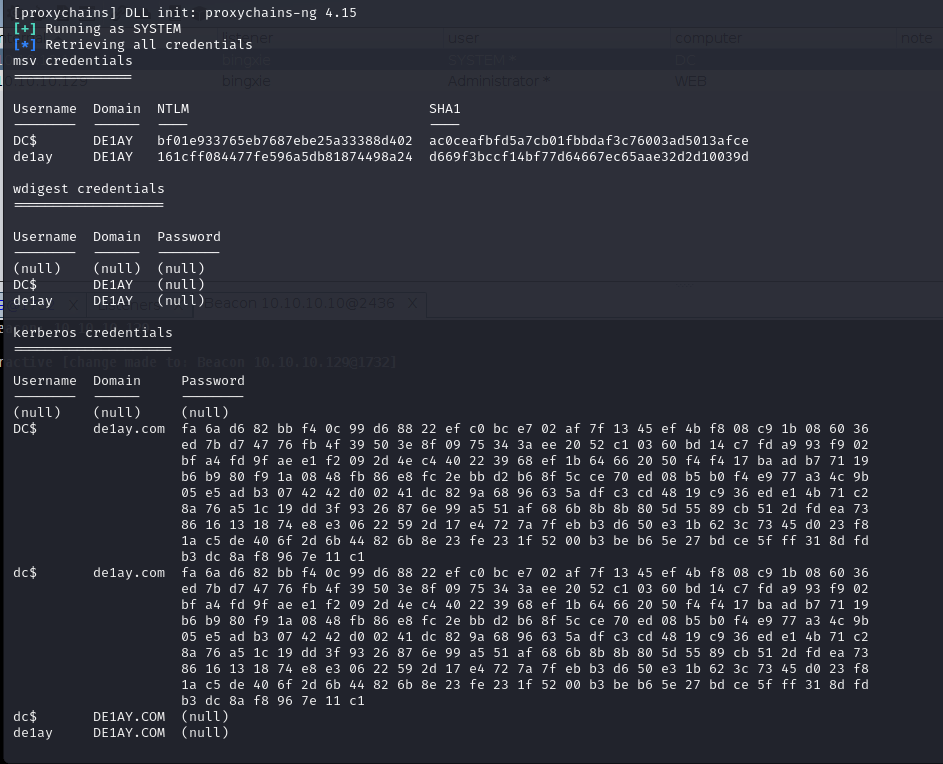 [proxychains] DLL init: proxychains-ng 4.15
[+] Running as SYSTEM
[*] Retrieving all credentials
listener user computer note
msv credentials
bingxie SYSTEM * DC
bingxie Administrator * WEB
Username Domain NTLM SHA1
DC$ DE1AY bf01e933765eb7687ebe25a33388d402 ac0ceafbfd5a7cb01fbbdaf3c76003ad5013afce
de1ay DE1AY 161cff084477fe596a5db81874498a24 d669f3bccf14bf77d64667ec65aae32d2d10039d
wdigest credentials
Username Domain Password
(null) (null) (null)
DC$ DE1AY (null)
de1ay DE1AY (null)
Beacon 10.10.10.10@2436 X
kerberos credentials
[change made to: Beacon 10.10.10.129@1732]
Username Domain Password
(null) (null) (null)
DC$ de1ay.com fa 6a d6 82 bb f4 0c 99 d6 88 22 ef c0 bc e7 02 af 7f 13 45 ef 4b f8 08 c9 1b 08 60 36
ed 7b d7 47 76 fb 4f 39 50 3e 8f 09 75 34 3a ee 20 52 c1 03 60 bd 14 c7 fd a9 93 f9 02
bf a4 fd 9f ae e1 f2 09 2d 4e c4 40 22 39 68 ef 1b 64 66 20 50 f4 f4 17 ba ad b7 71 19
b6 b9 80 f9 1a 08 48 fb 86 e8 fc 2e bb d2 b6 8f 5c ce 70 ed 08 b5 b0 f4 e9 77 a3 4c 9b
05 e5 ad b3 07 42 42 d0 02 41 dc 82 9a 68 96 63 5a df c3 cd 48 19 c9 36 ed e1 4b 71 c2
8a 76 a5 1c 19 dd 3f 93 26 87 6e 99 a5 51 af 68 6b 8b 8b 80 5d 55 89 cb 51 2d fd ea 73
86 16 13 18 74 e8 e3 06 22 59 2d 17 e4 72 7a 7f eb b3 d6 50 e3 1b 62 3c 73 45 d0 23 f8
1a c5 de 40 6f 2d 6b 44 82 6b 8e 23 fe 23 1f 52 00 b3 be b6 5e 27 bd ce 5f ff 31 8d fd
b3 dc 8a f8 96 7e 11 c1
dc$ de1ay.com fa 6a d6 82 bb f4 0c 99 d6 88 22 ef c0 bc e7 02 af 7f 13 45 ef 4b f8 08 c9 1b 08 60 36
ed 7b d7 47 76 fb 4f 39 50 3e 8f 09 75 34 3a ee 20 52 c1 03 60 bd 14 c7 fd a9 93 f9 02
bf a4 fd 9f ae e1 f2 09 2d 4e c4 40 22 39 68 ef 1b 64 66 20 50 f4 f4 17 ba ad b7 71 19
b6 b9 80 f9 1a 08 48 fb 86 e8 fc 2e bb d2 b6 8f 5c ce 70 ed 08 b5 b0 f4 e9 77 a3 4c 9b
05 e5 ad b3 07 42 42 d0 02 41 dc 82 9a 68 96 63 5a df c3 cd 48 19 c9 36 ed e1 4b 71 c2
8a 76 a5 1c 19 dd 3f 93 26 87 6e 99 a5 51 af 68 6b 8b 8b 80 5d 55 89 cb 51 2d fd ea 73
86 16 13 18 74 e8 e3 06 22 59 2d 17 e4 72 7a 7f eb b3 d6 50 e3 1b 62 3c 73 45 d0 23 f8
1a c5 de 40 6f 2d 6b 44 82 6b 8e 23 fe 23 1f 52 00 b3 be b6 5e 27 bd ce 5f ff 31 8d fd
b3 dc 8a f8 96 7e 11 c1
dc$ DE1AY.COM (null)
de1ay DE1AY.COM (null)